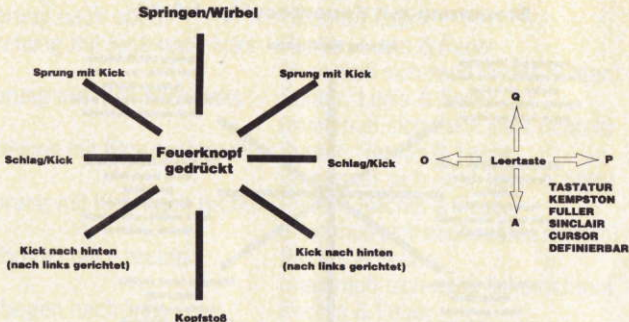 Springen/Wirbel
Sprung mit Kick
Sprung mit Kick
Schlag/Kick
Feuerknopf
gedrückt
Schlag/Kick
Kick nach hinten
(nach links gerichtet)
Kick nach hinten
(nach links gerichtet)
Kopfstoß
Q
O
Leertaste
P
A
TASTATUR
KEMPSTON
FULLER
SINCLAIR
CURSOR
DEFINIERBAR